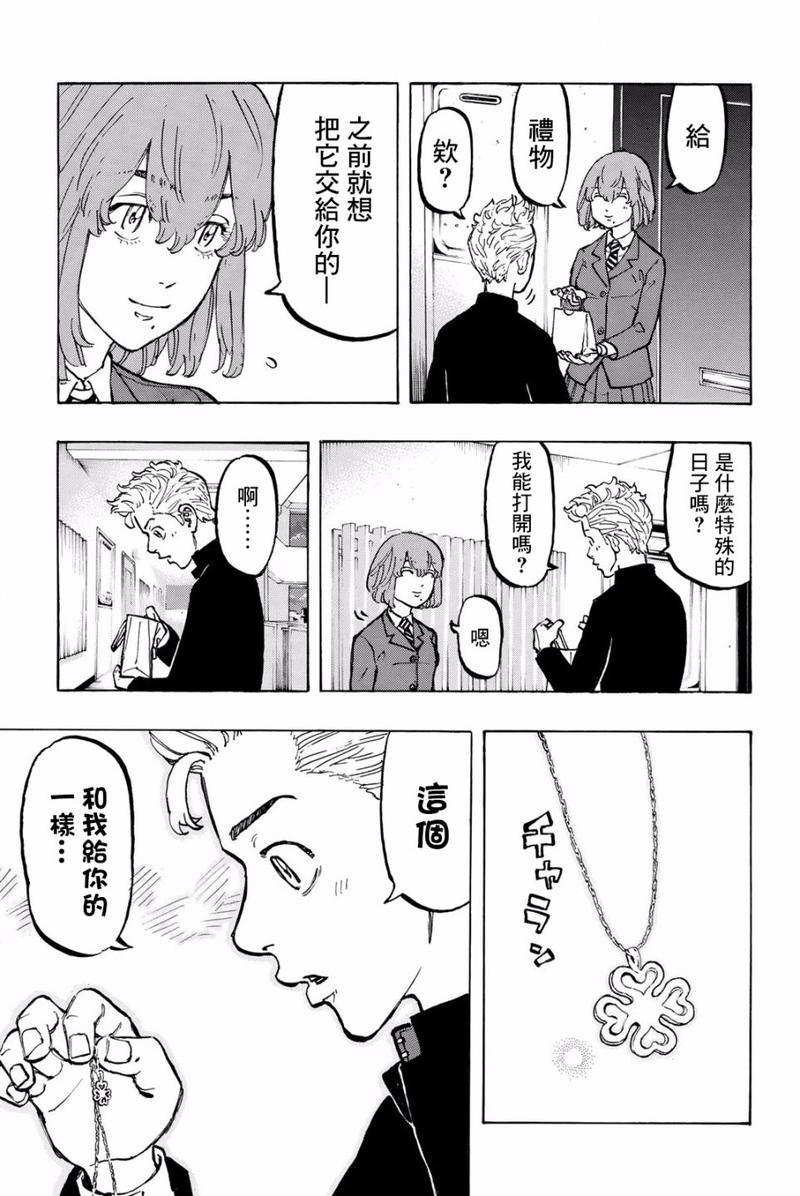 給
禮物
欸？
之前就想
把它交給你的—
是什麼特殊的
日子嗎？
我能打開嗎？
嗯
啊……
チャラン
這個
和我給你的
一樣…